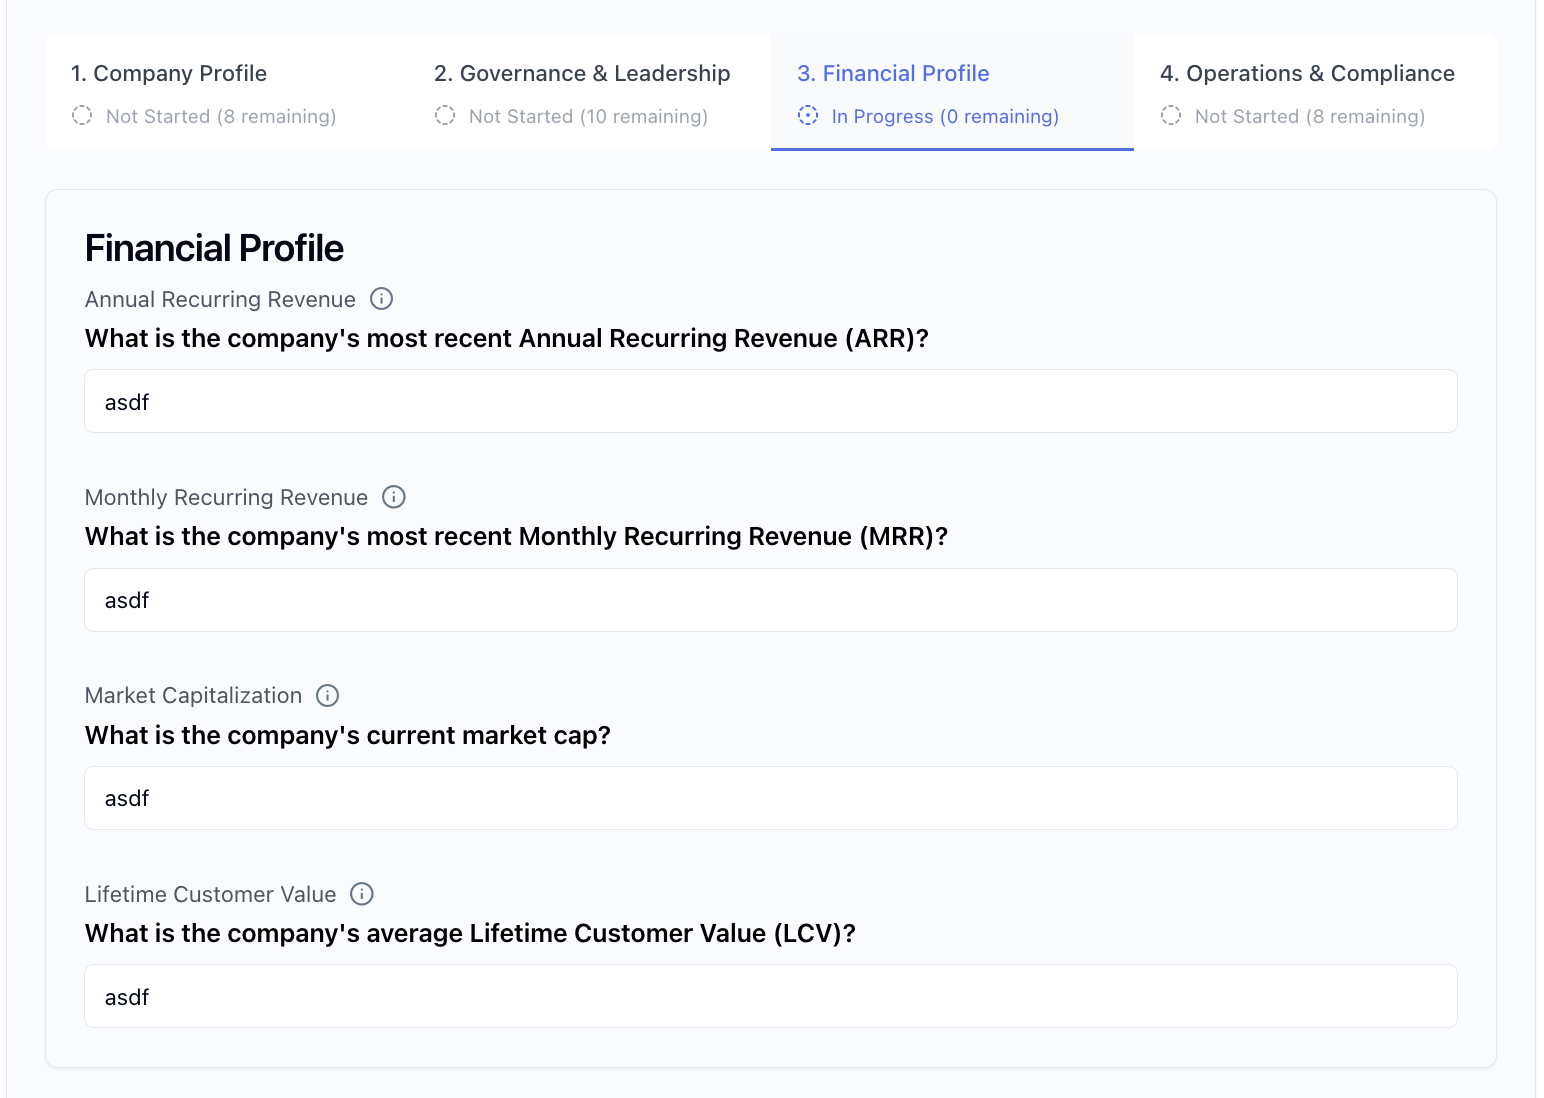 1. Company Profile
Not Started (8 remaining)
2. Governance & Leadership
Not Started (10 remaining)
3. Financial Profile
In Progress (0 remaining)
4. Operations & Compliance
Not Started (8 remaining)
Financial Profile
Annual Recurring Revenue
What is the company's most recent Annual Recurring Revenue (ARR)?
asdf
Monthly Recurring Revenue
What is the company's most recent Monthly Recurring Revenue (MRR)?
asdf
Market Capitalization
What is the company's current market cap?
asdf
Lifetime Customer Value
What is the company's average Lifetime Customer Value (LCV)?
asdf